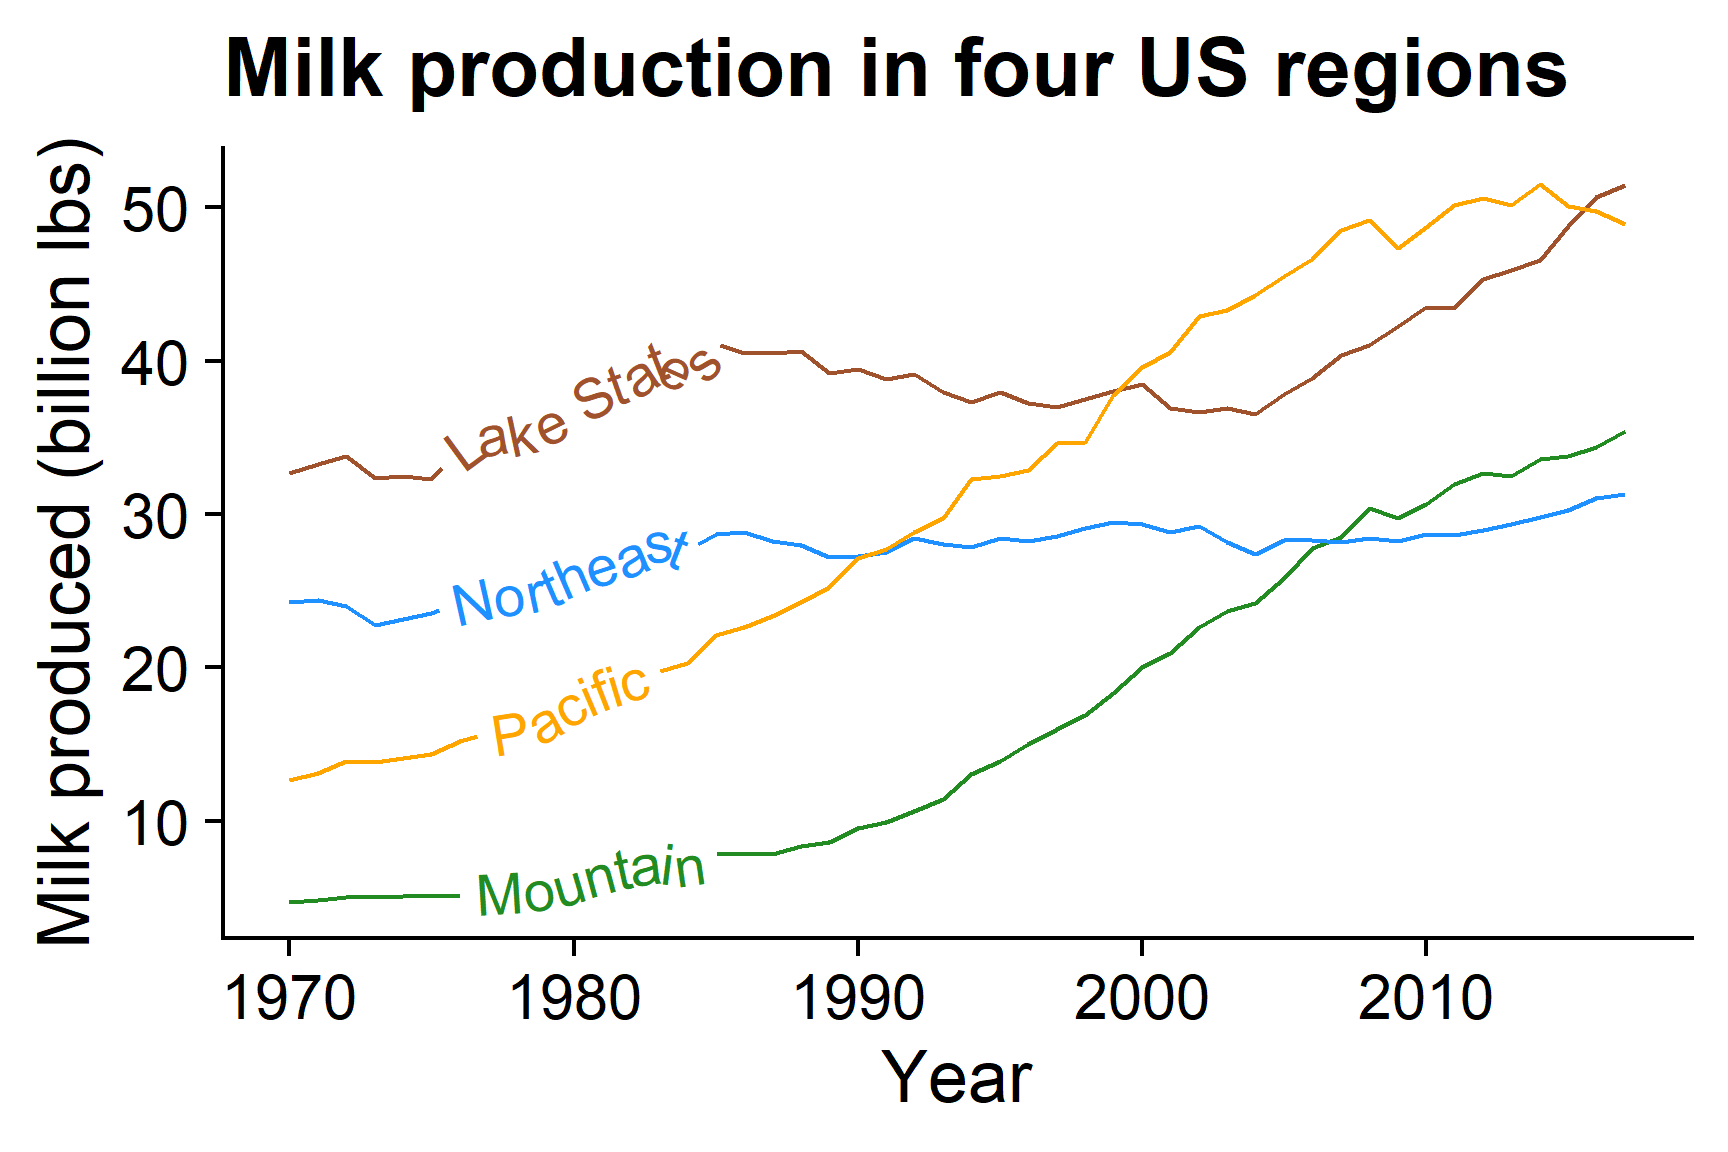 Milk production in four US regions
Milk produced (billion lbs)
50
40
30
20
10
Lake States
Northeast
Pacific
Mountain
1970 1980 1990 2000 2010
Year